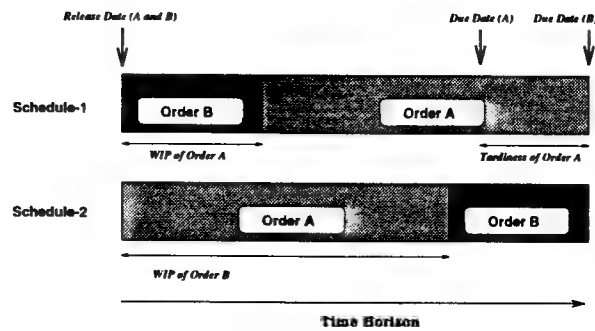 Release Date (A and B) Due Date (A) Due Date (B)
Schedule-1 Order B Order A
WIP of Order A Tardiness of Order A
Schedule-2 Order A Order B
WIP of Order B
Time Horison